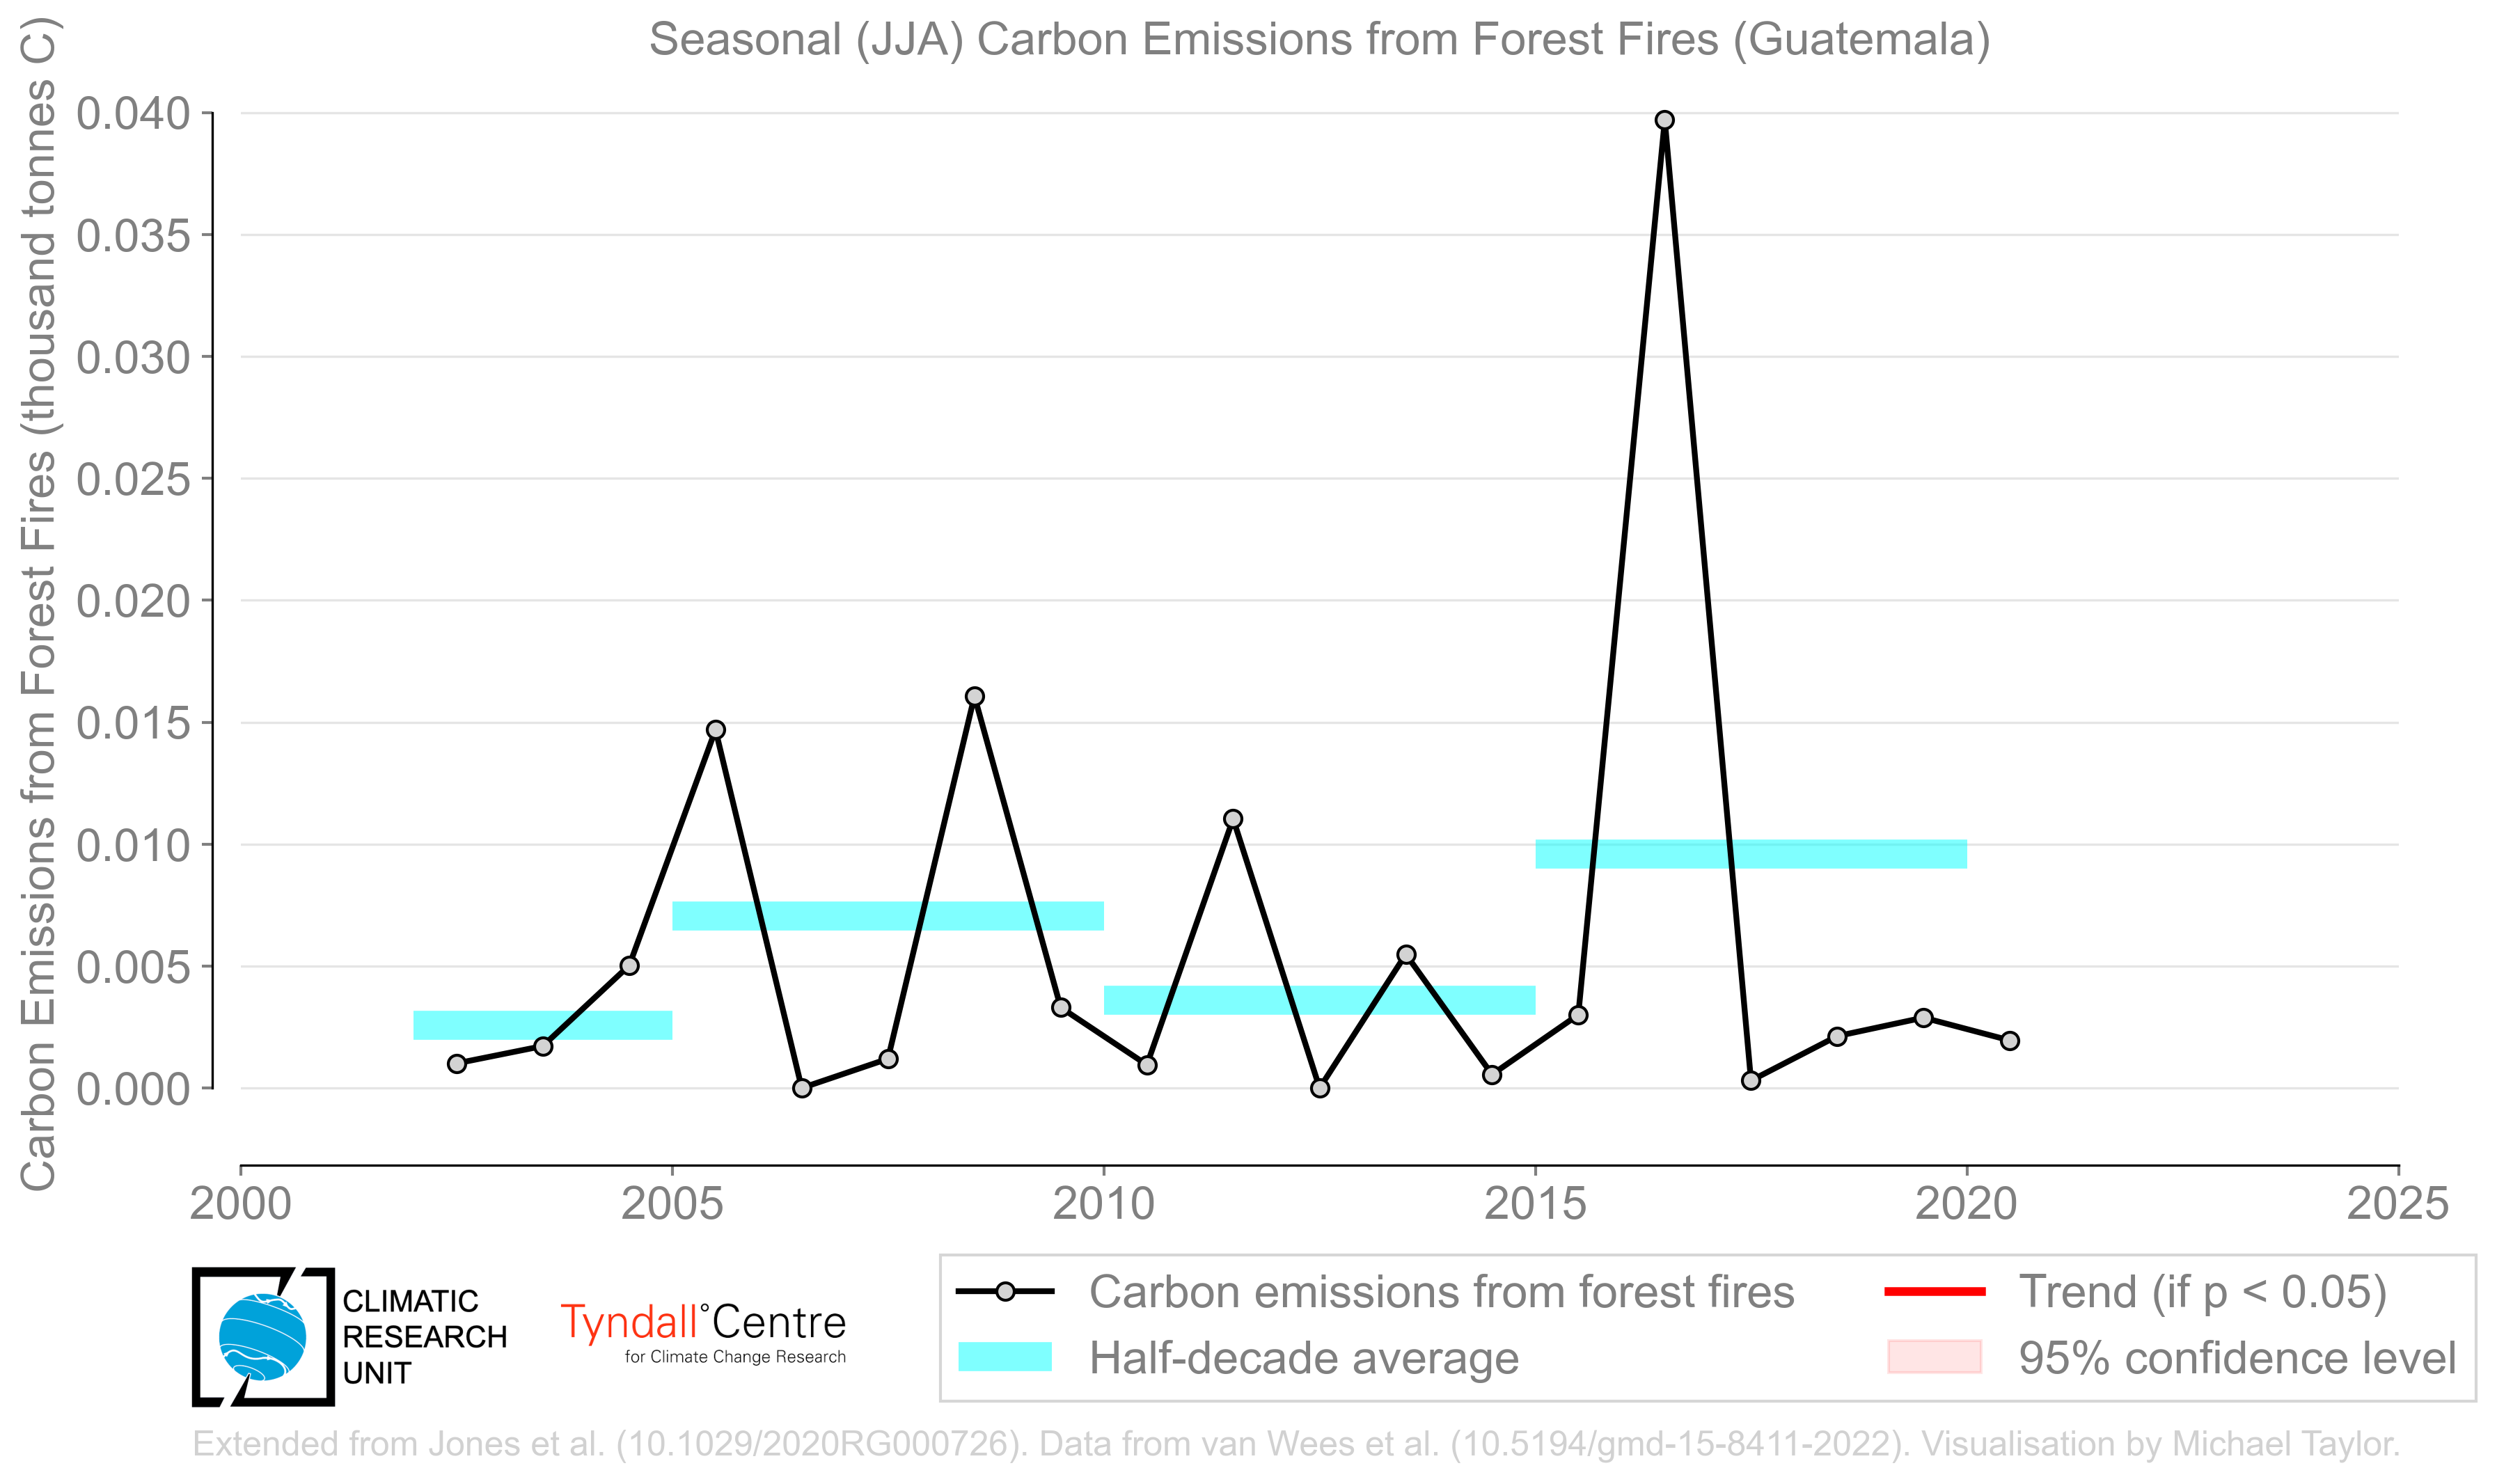 Seasonal (JJA) Carbon Emissions from Forest Fires (Guatemala)
Carbon Emissions from Forest Fires (thousand tonnes C)
0.040
0.035
0.030
0.025
0.020
0.015
0.010
0.005
0.000
2000 2005 2010 2015 2020 2025
CLIMATIC
RESEARCH
UNIT
Tyndall°Centre
for Climate Change Research
Carbon emissions from forest fires
Half-decade average
Trend (if p < 0.05)
95% confidence level
Extended from Jones et al. (10.1029/2020RG000726). Data from van Wees et al. (10.5194/gmd-15-8411-2022). Visualisation by Michael Taylor.